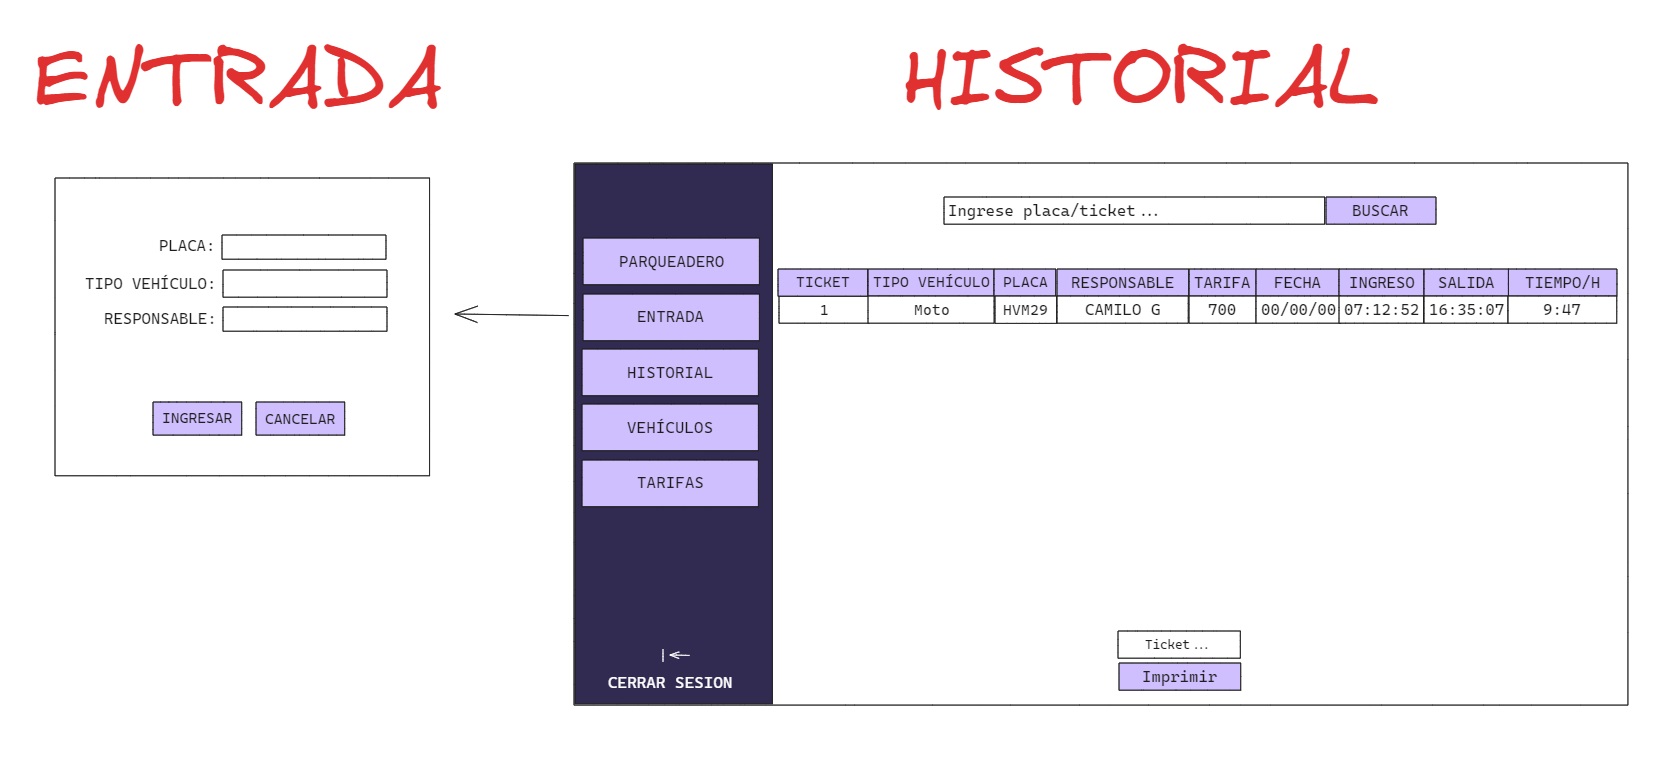 ENTRADA
HISTORIAL
PLACA:
TIPO VEHÍCULO:
RESPONSABLE:
INGRESAR CANCELAR
PARQUEADERO
ENTRADA
HISTORIAL
VEHÍCULOS
TARIFAS
|←
CERRAR SESION
Ingrese placa/ticket... BUSCAR
TICKET TIPO VEHÍCULO PLACA RESPONSABLE TARIFA FECHA INGRESO SALIDA TIEMPO/H
1 Moto HVM29 CAMILO G 700 00/00/00 07:12:52 16:35:07 9:47
Ticket...
Imprimir